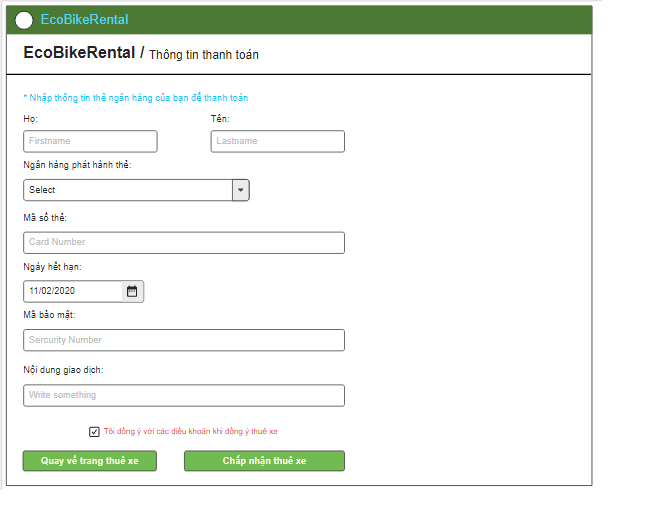 EcoBikeRental
EcoBikeRental / Thông tin thanh toán
* Nhập thông tin thẻ ngân hàng của bạn để thanh toán
Họ: Tên:
Firstname Lastname
Ngân hàng phát hành thẻ:
Select
Mã số thẻ:
Card Number
Ngày hết hạn:
11/02/2020
Mã bảo mật:
Sercurity Number
Nội dung giao dịch:
Write something
Tôi đồng ý với các điều khoản khi đồng ý thuê xe
Quay về trang thuê xe Chấp nhận thuê xe